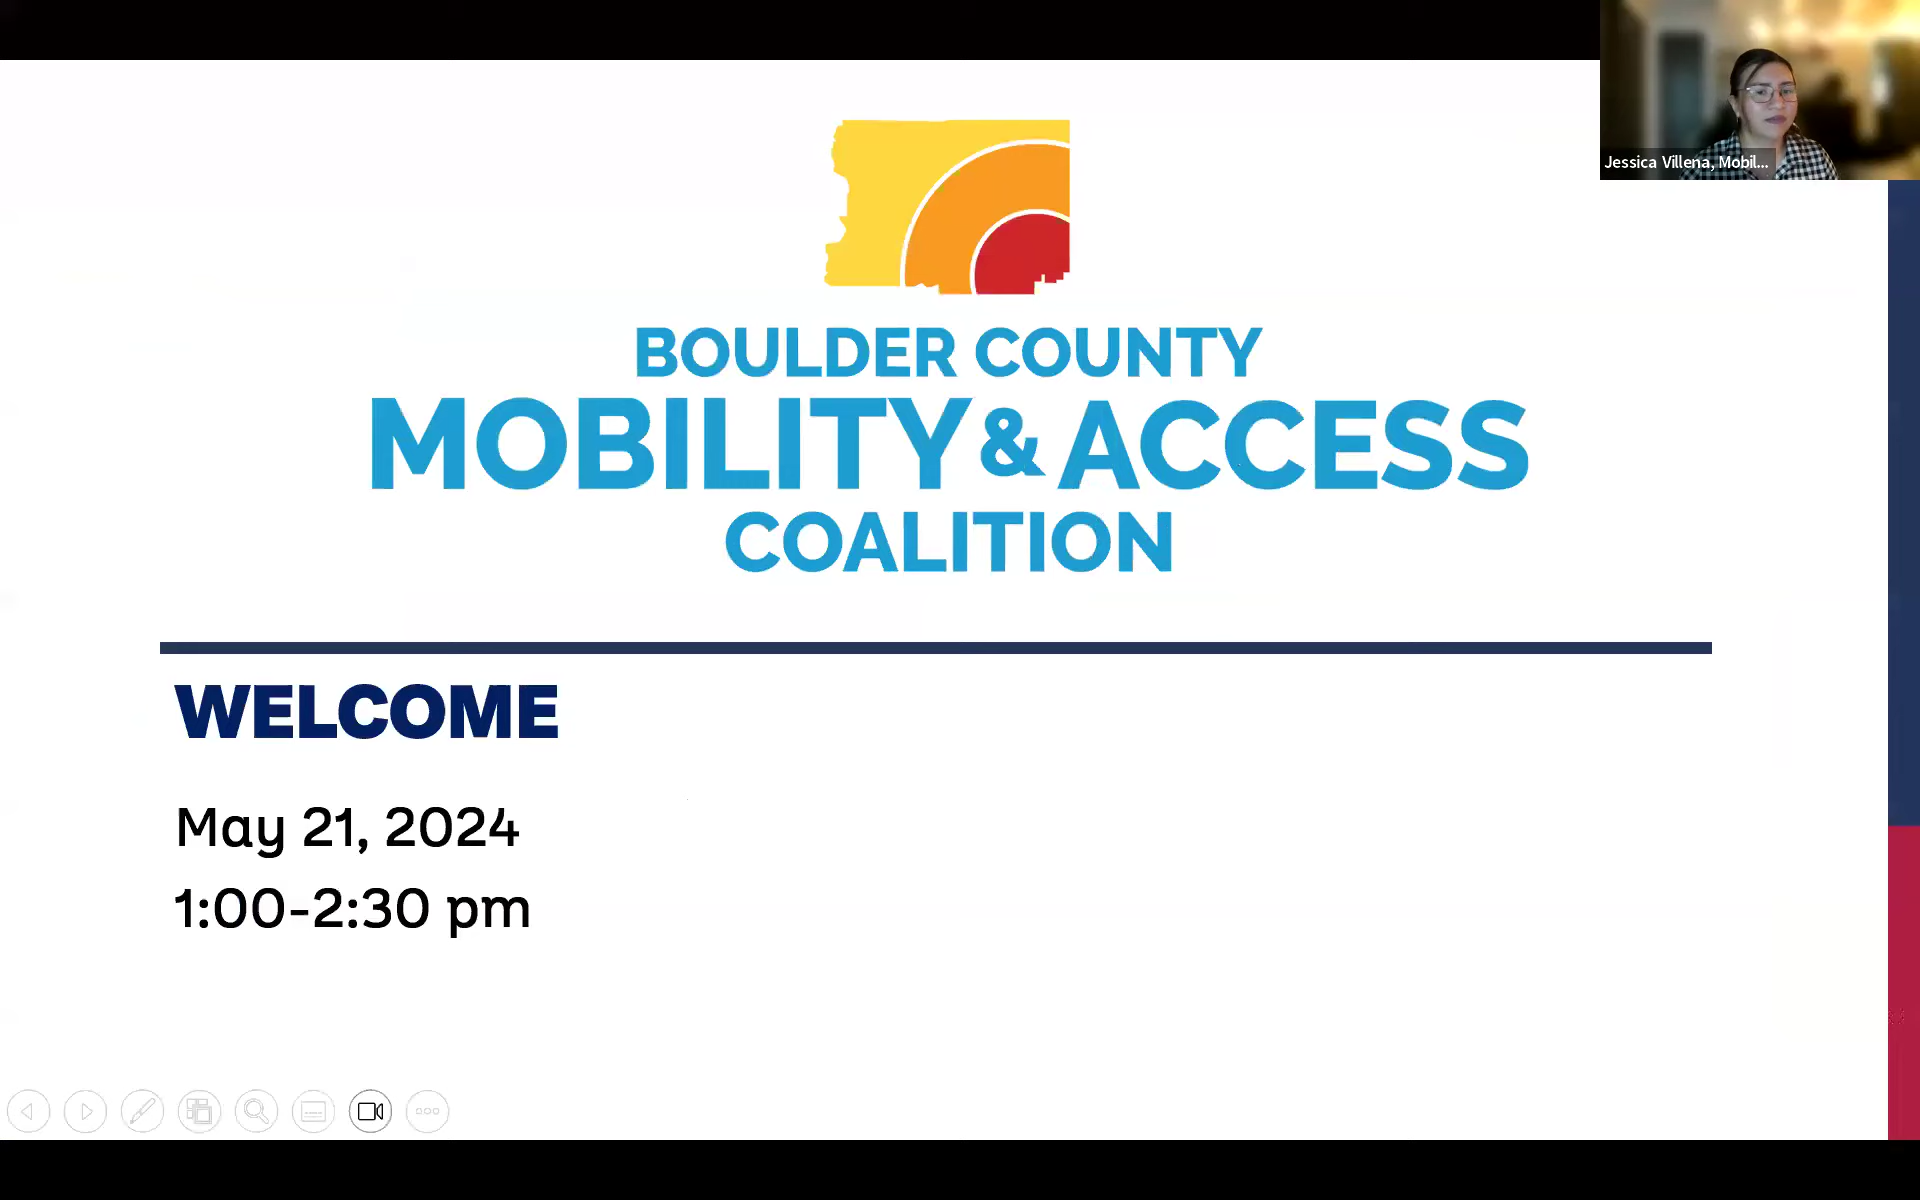 Jessica Villena, Mobil...
BOULDER COUNTY
MOBILITY & ACCESS
COALITION
WELCOME
May 21, 2024
1:00-2:30 pm